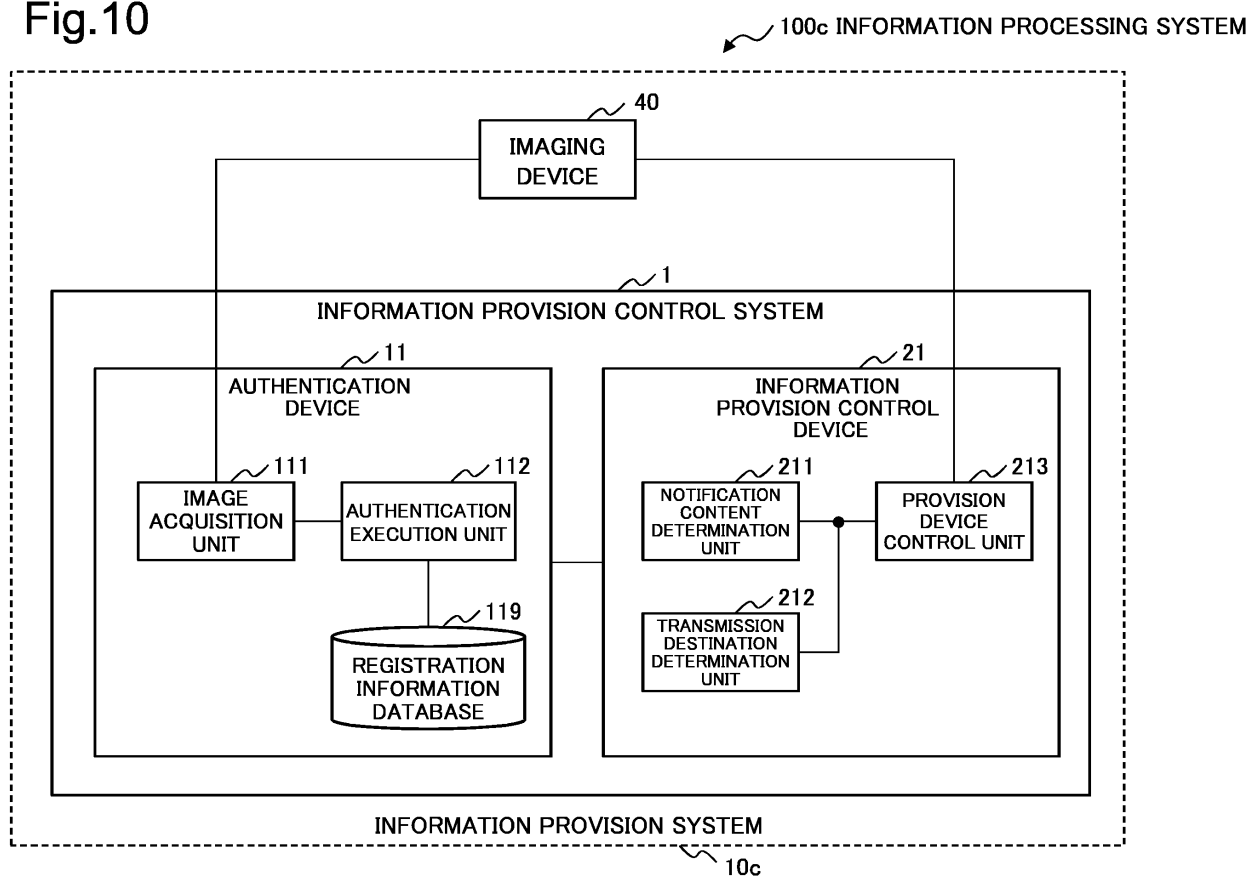 Fig.10
100c INFORMATION PROCESSING SYSTEM
40
IMAGING
DEVICE
1
INFORMATION PROVISION CONTROL SYSTEM
11
AUTHENTICATION
DEVICE
111
IMAGE
ACQUISITION
UNIT
112
AUTHENTICATION
EXECUTION UNIT
119
REGISTRATION
INFORMATION
DATABASE
21
INFORMATION
PROVISION CONTROL
DEVICE
211
NOTIFICATION
CONTENT
DETERMINATION
UNIT
213
PROVISION
DEVICE
CONTROL UNIT
212
TRANSMISSION
DESTINATION
DETERMINATION
UNIT
INFORMATION PROVISION SYSTEM
10c